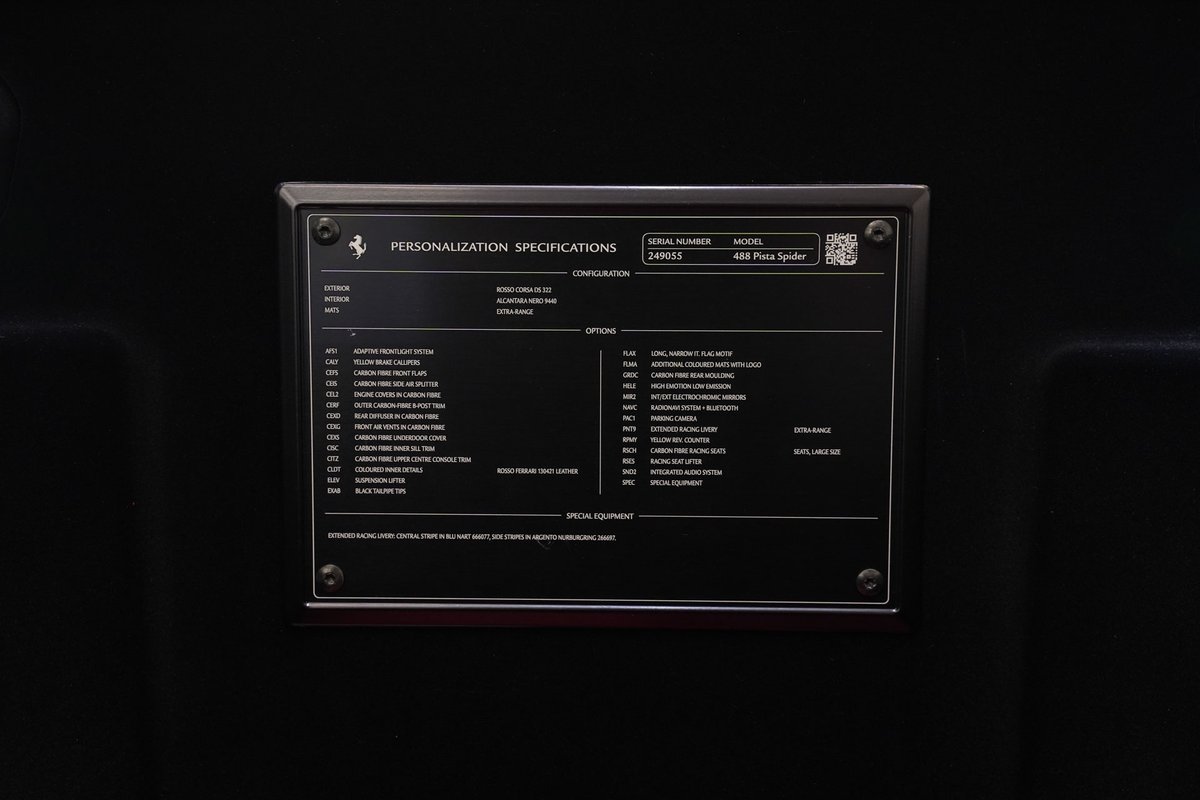 PERSONALIZATION SPECIFICATIONS
SERIAL NUMBER MODEL
249055 488 Pista Spider
CONFIGURATION
EXTERIOR ROSSO CORSA DS 322
INTERIOR ALCANTARA NERO 9440
MATS EXTRA-RANGE
OPTIONS
AFS1 ADAPTIVE FRONTLIGHT SYSTEM
CALY YELLOW BRAKE CALLIPERS
CEFS CARBON FIBRE FRONT FLAPS
CEIS CARBON FIBRE SIDE AIR SPLITTER
CEL2 ENGINE COVERS IN CARBON FIBRE
CERF OUTER CARBON-FIBRE B-POST TRIM
CEXD REAR DIFFUSER IN CARBON FIBRE
CEXG FRONT AIR VENTS IN CARBON FIBRE
CEXS CARBON FIBRE UNDERDOOR COVER
CISC CARBON FIBRE INNER SILL TRIM
CITZ CARBON FIBRE UPPER CENTRE CONSOLE TRIM
CLDT COLOURED INNER DETAILS ROSSO FERRARI 130421 LEATHER
ELEV SUSPENSION LIFTER
EXAB BLACK TAILPIPE TIPS
FLAX LONG, NARROW IT. FLAG MOTIF
FLMA ADDITIONAL COLOURED MATS WITH LOGO
GRDC CARBON FIBRE REAR MOULDING
HELE HIGH EMOTION LOW EMISSION
MIR2 INT/EXT ELECTROCHROMIC MIRRORS
NAVC RADIONAVI SYSTEM + BLUETOOTH
PAC1 PARKING CAMERA
PNT9 EXTENDED RACING LIVERY EXTRA-RANGE
RPMY YELLOW REV. COUNTER
RSCH CARBON FIBRE RACING SEATS SEATS, LARGE SIZE
RSES RACING SEAT LIFTER
SND2 INTEGRATED AUDIO SYSTEM
SPEC SPECIAL EQUIPMENT
SPECIAL EQUIPMENT
EXTENDED RACING LIVERY: CENTRAL STRIPE IN BLU NART 666077, SIDE STRIPES IN ARGENTO NURBURGRING 266697.